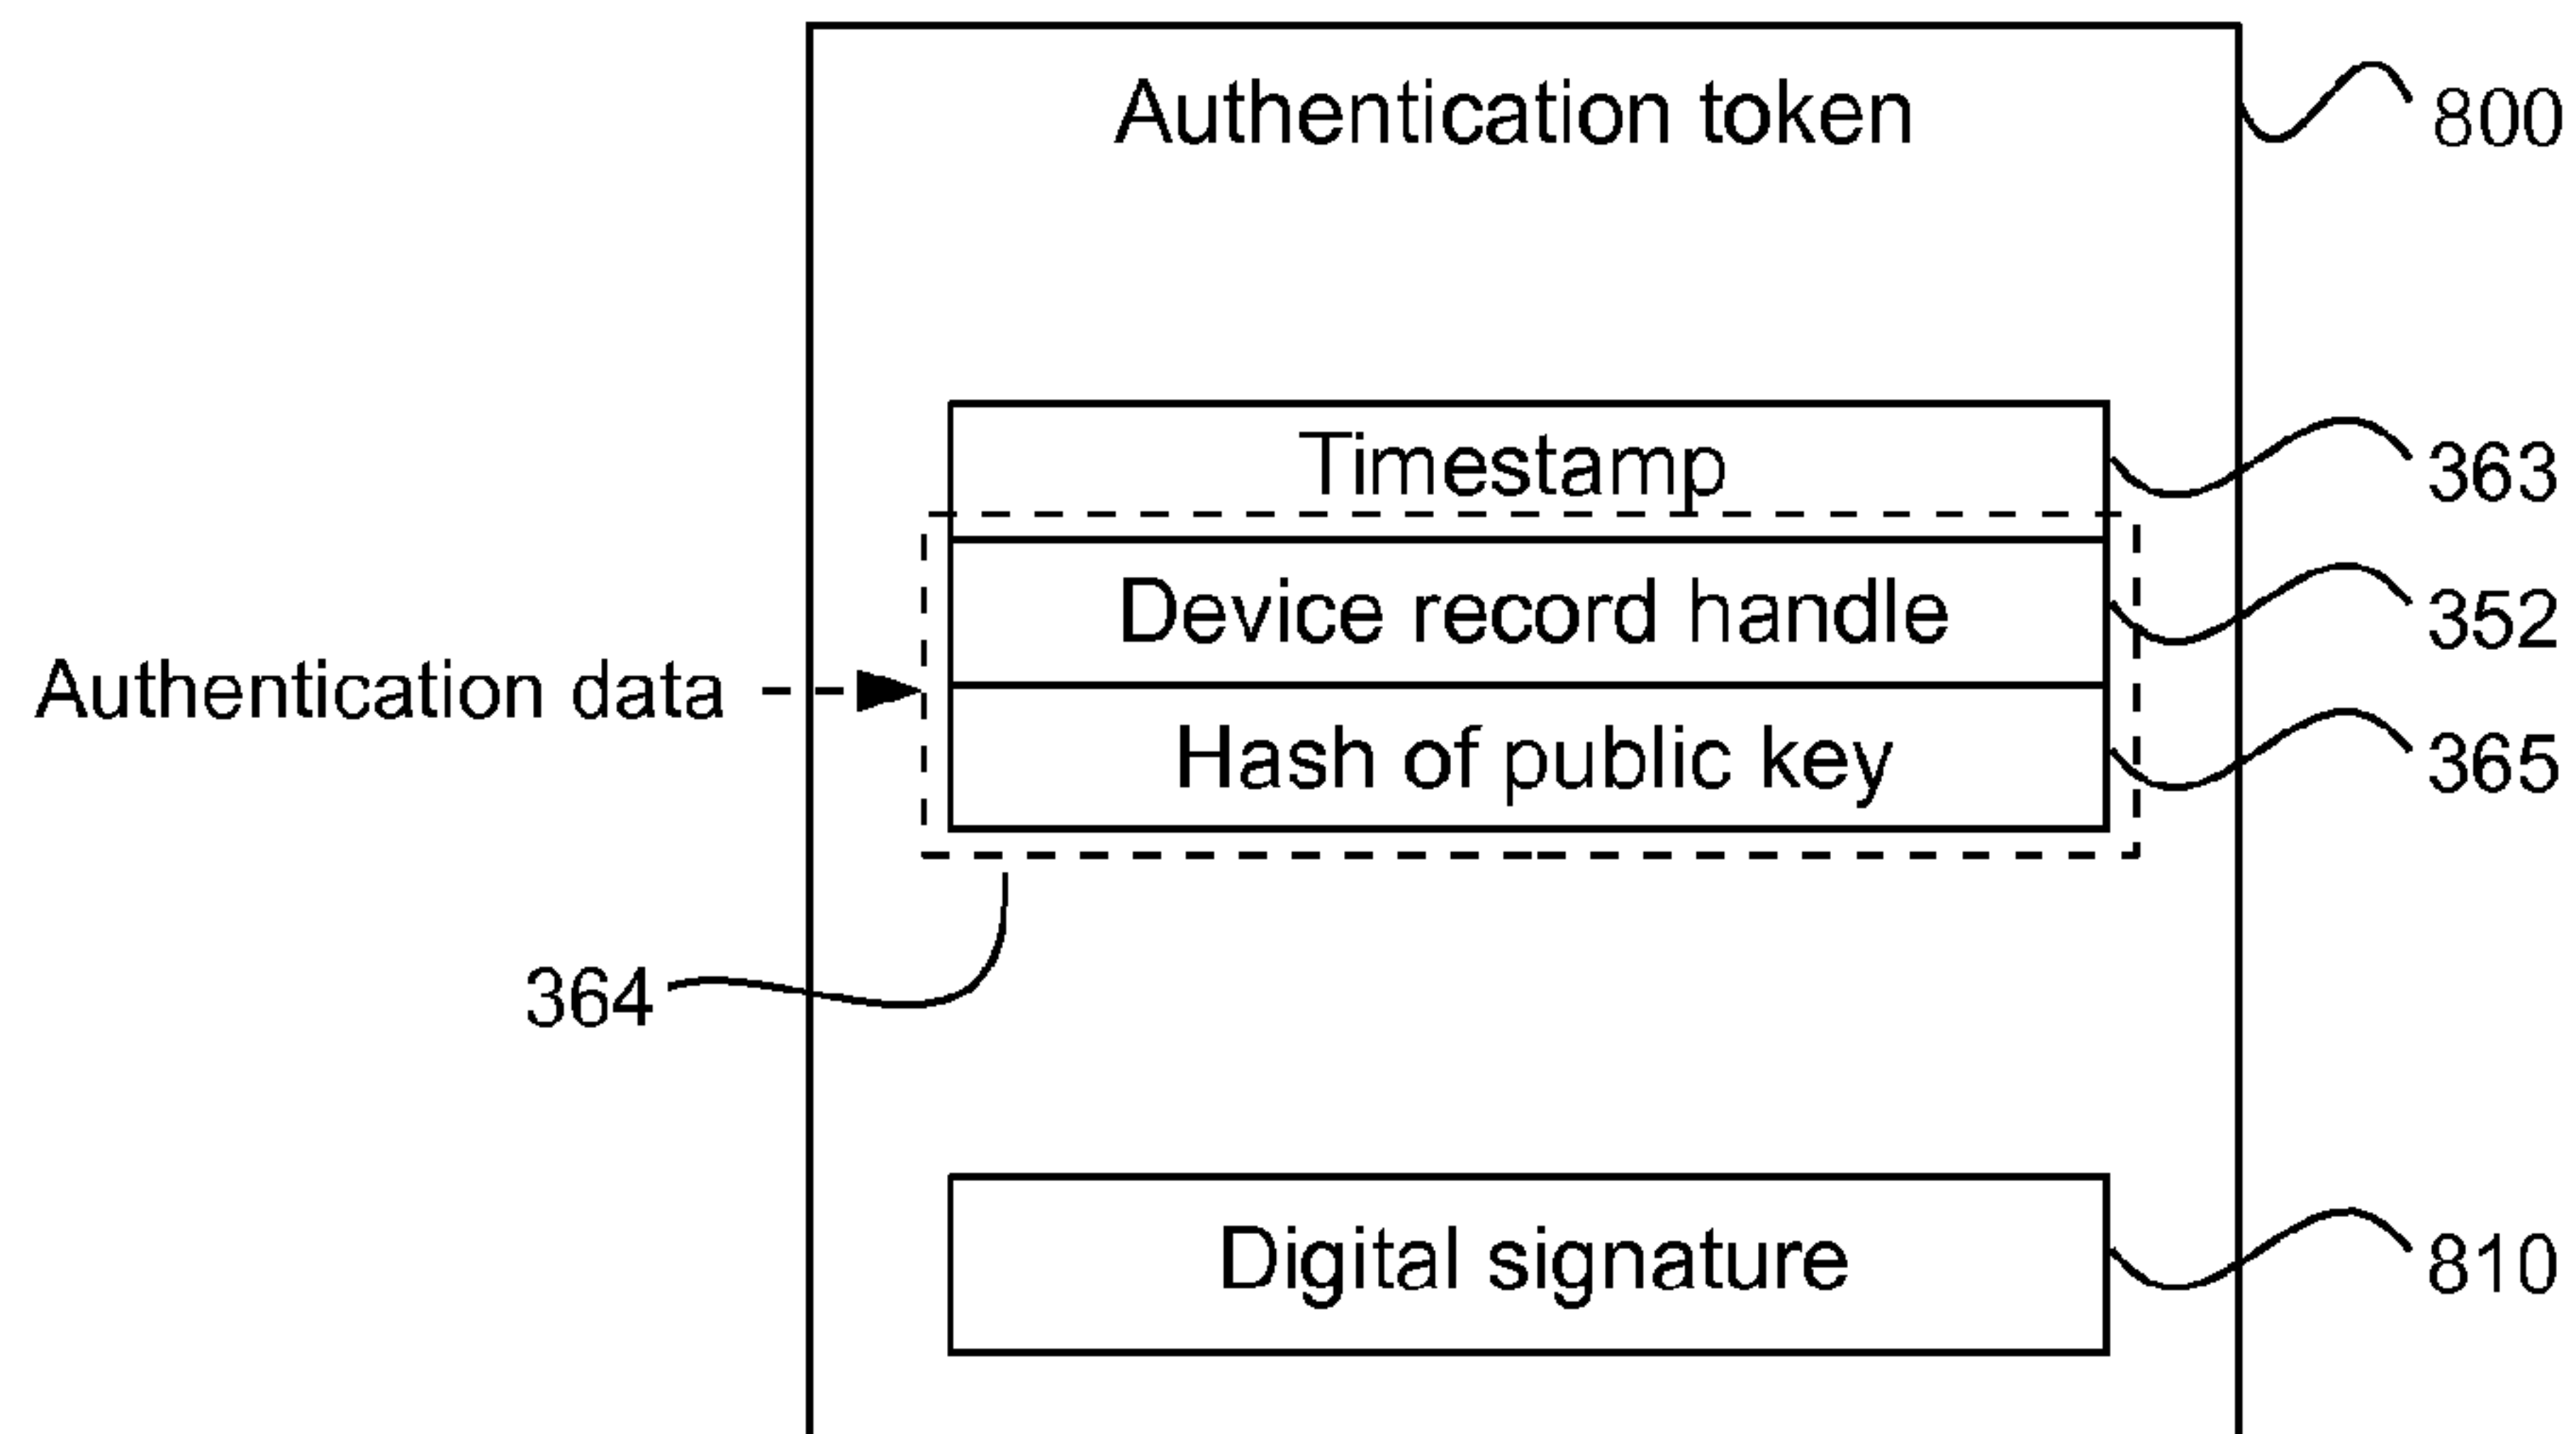 Authentication token
800
Timestamp
363
Device record handle
352
Authentication data
Hash of public key
365
364
Digital signature
810